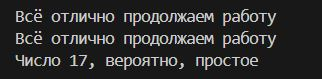 Всё отлично продолжаем работу
Всё отлично продолжаем работу
Число 17, вероятно, простое